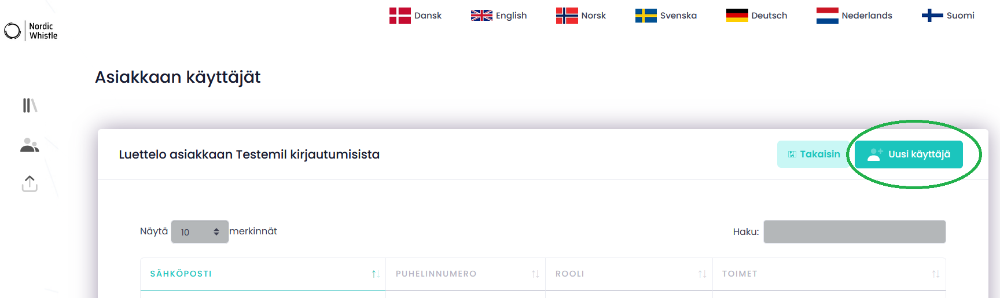 Dansk English Norsk Svenska Deutsch Nederlands Suomi
Nordic
Whistle
Asiakkaan käyttäjät
Luettelo asiakkaan Testemil kirjautumisista
Takaisin
Uusi käyttäjä
Näytä 10 merkinnät
Haku:
SÄHKÖPOSTI PUHELINNUMERO ROOLI TOIMET